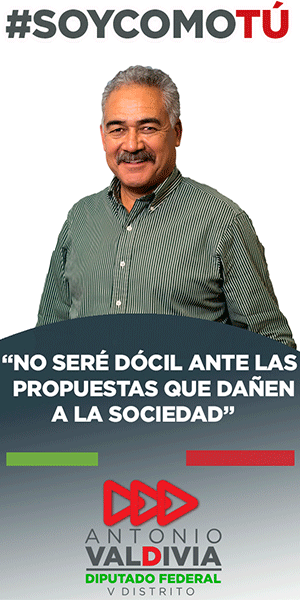 #SOYCOMOTÚ
“NO SERÉ DÓCIL ANTE LAS
PROPUESTAS QUE DAÑEN
A LA SOCIEDAD”
ANTONIO
VALDIVIA
DIPUTADO FEDERAL
V DISTRITO